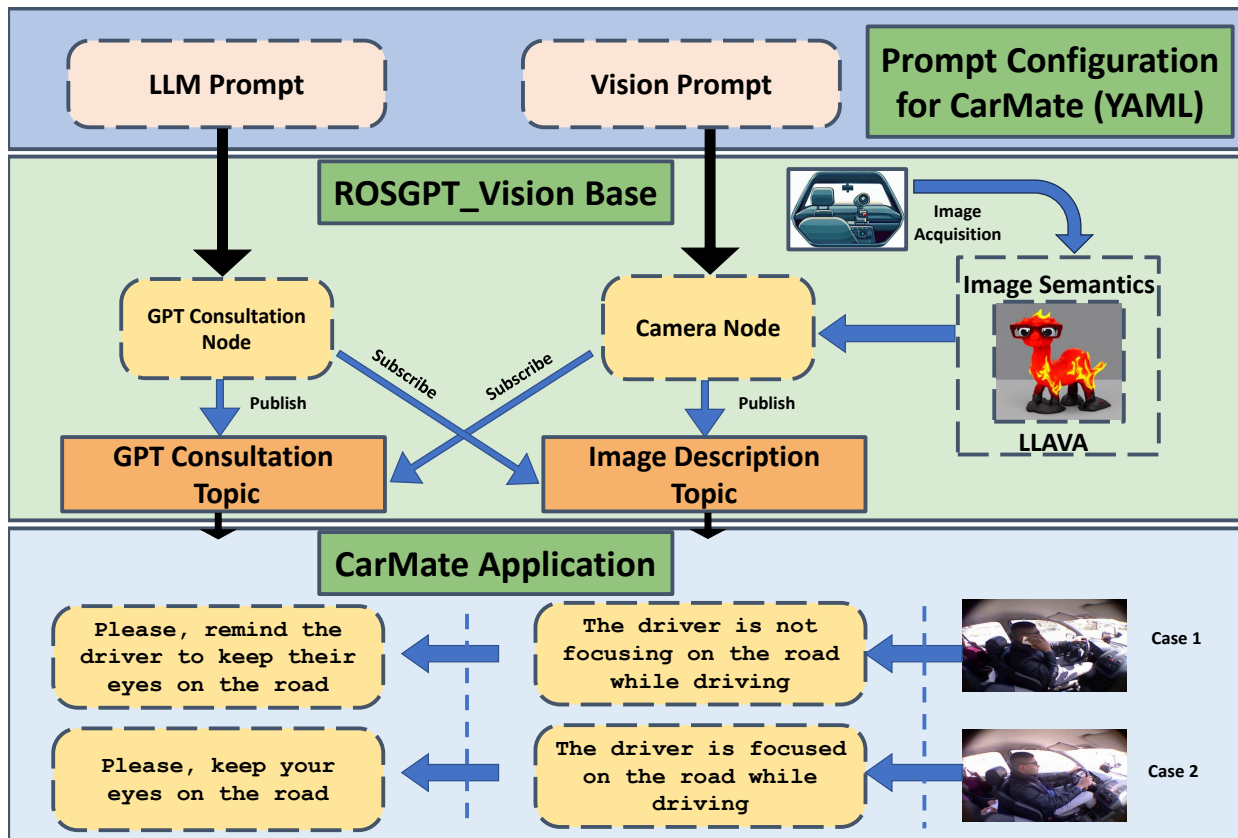 LLM Prompt
Vision Prompt
Prompt Configuration
for CarMate (YAML)
ROSGPT_Vision Base
Image
Acquisition
Image Semantics
LLAVA
GPT Consultation
Node
Camera Node
Subscribe
Subscribe
Publish
Publish
GPT Consultation
Topic
Image Description
Topic
CarMate Application
Please, remind the
driver to keep their
eyes on the road
The driver is not
focusing on the road
while driving
Case 1
Please, keep your
eyes on the road
The driver is focused
on the road while
driving
Case 2